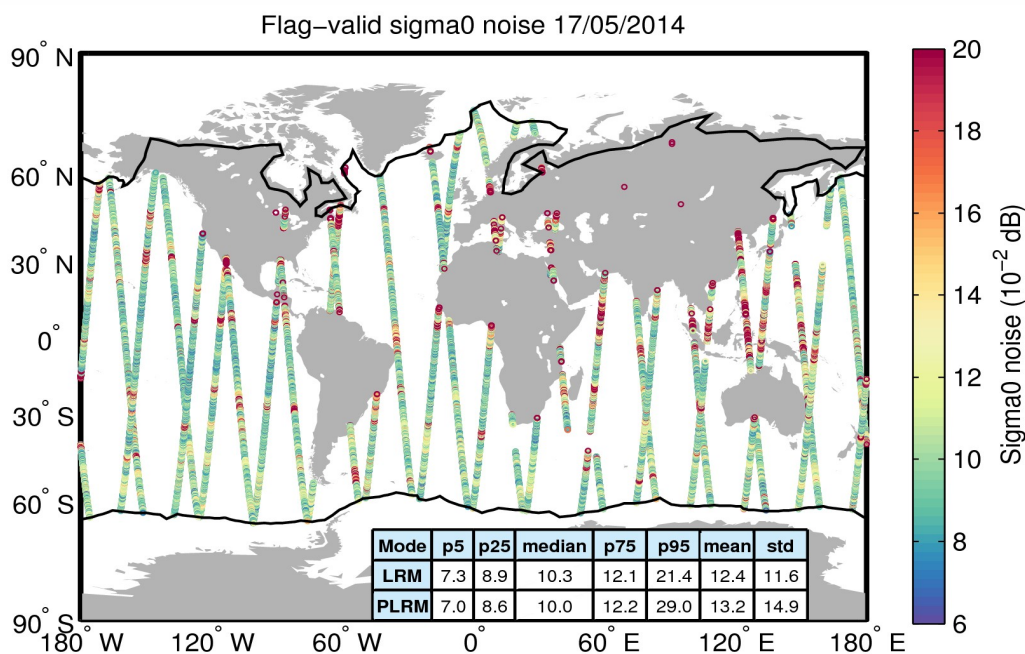 Flag−valid sigma0 noise 17/05/2014
90° N
60° N
30° N
0°
30° S
60° S
90° S
180° W
120° W
60° W
0°
60° E
120° E
180° E
Mode p5 p25 median p75 p95 mean std
LRM 7.3 8.9 10.3 12.1 21.4 12.4 11.6
PLRM 7.0 8.6 10.0 12.2 29.0 13.2 14.9
20
18
16
14
12
10
8
6
Sigma0 noise (10⁻² dB)